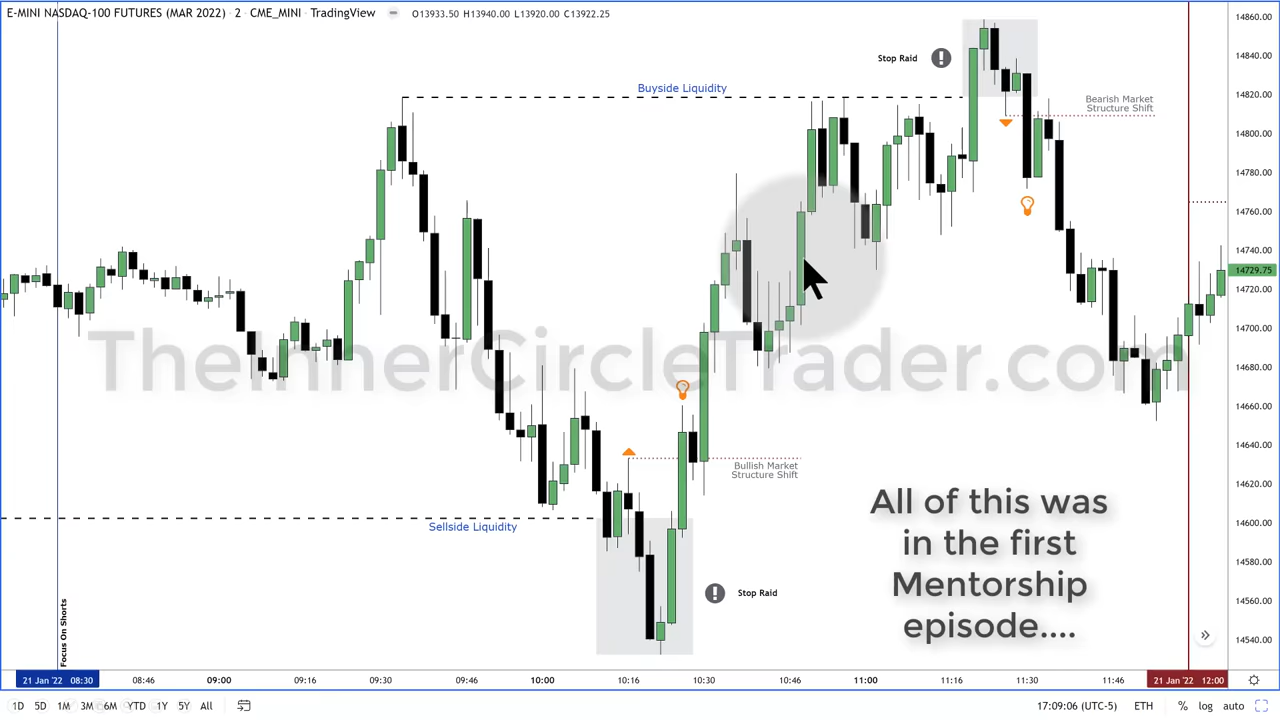 E-MINI NASDAQ-100 FUTURES (MAR 2022) · 2 · CME_MINI · TradingView
O13933.50 H13940.00 L13920.00 C13922.25
14860.00
14840.00
14820.00
14800.00
14780.00
14760.00
14740.00
14729.75
14720.00
14700.00
14680.00
14660.00
14640.00
14620.00
14600.00
14580.00
14560.00
14540.00
Stop Raid
Buyside Liquidity
Bearish Market
Structure Shift
TheInnerCircleTrader.com
Bullish Market
Structure Shift
Sellside Liquidity
Stop Raid
All of this was
in the first
Mentorship
episode....
Focus On Shorts
21 Jan '22 08:30
08:46
09:00
09:16
09:30
09:46
10:00
10:16
10:30
10:46
11:00
11:16
11:30
11:46
21 Jan '22 12:00
1D 5D 1M 3M 6M YTD 1Y 5Y All
17:09:06 (UTC-5) ETH % log auto